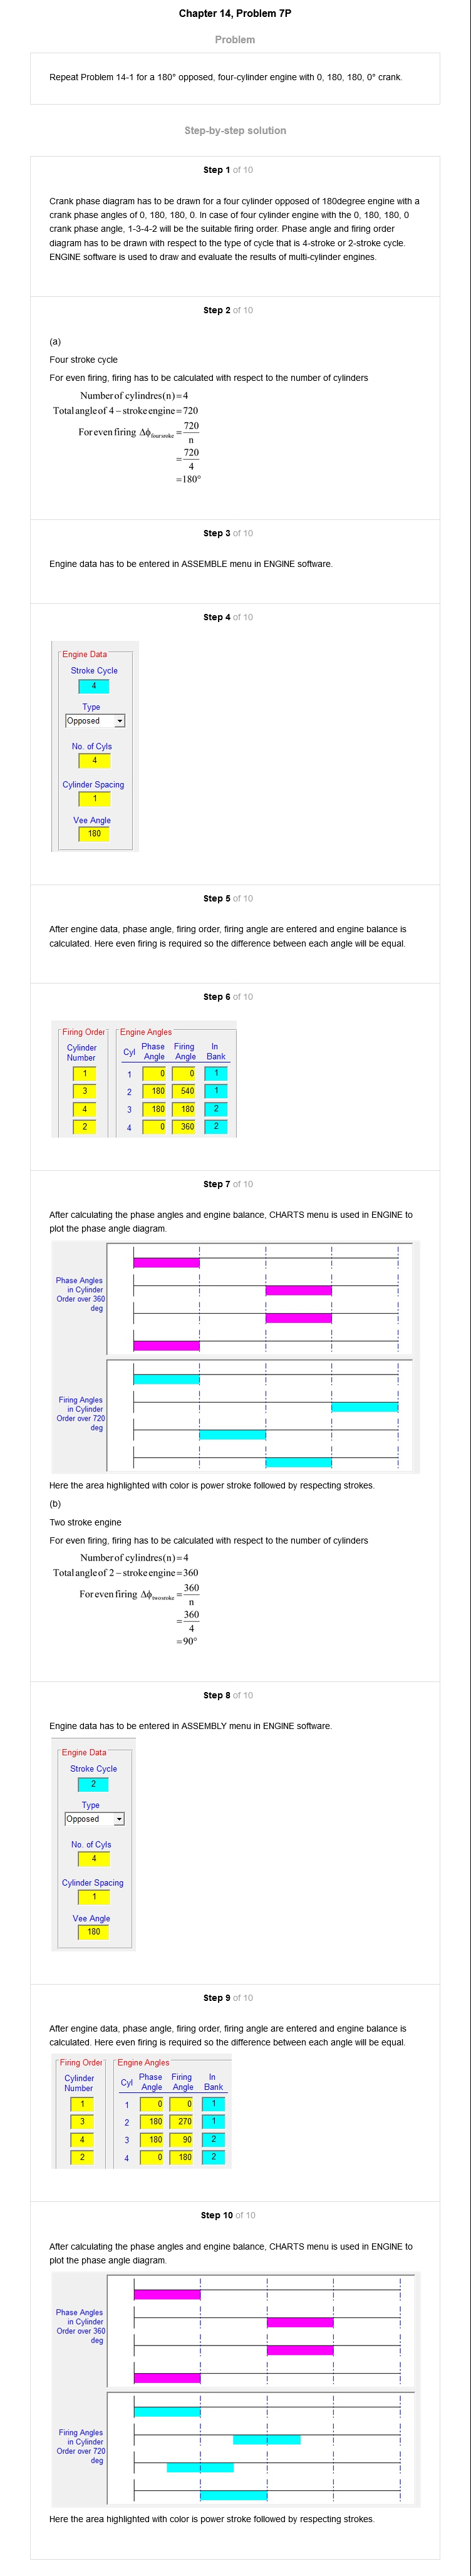 Chapter 14, Problem 7P
Problem
Repeat Problem 14-1 for a 180° opposed, four-cylinder engine with 0, 180, 180, 0° crank.
Step-by-step solution
Step 1 of 10
Crank phase diagram has to be drawn for a four cylinder opposed of 180degree engine with a
crank phase angles of 0, 180, 180, 0. In case of four cylinder engine with the 0, 180, 180, 0
crank phase angle, 1-3-4-2 will be the suitable firing order. Phase angle and firing order
diagram has to be drawn with respect to the type of cycle that is 4-stroke or 2-stroke cycle.
ENGINE software is used to draw and evaluate the results of multi-cylinder engines.
Step 2 of 10
(a)
Four stroke cycle
For even firing, firing has to be calculated with respect to the number of cylinders
Number of cylindres (n) = 4
Total angle of 4 – stroke engine = 720
For even firing Δϕ four stroke = 720
n
= 720
4
= 180°
Step 3 of 10
Engine data has to be entered in ASSEMBLE menu in ENGINE software.
Step 4 of 10
Engine Data
Stroke Cycle
4
Type
Opposed
No. of Cyls
4
Cylinder Spacing
1
Vee Angle
180
Step 5 of 10
After engine data, phase angle, firing order, firing angle are entered and engine balance is
calculated. Here even firing is required so the difference between each angle will be equal.
Step 6 of 10
Firing Order Engine Angles
Cylinder Number Cyl Phase Angle Firing Angle In Bank
1 1 0 0 1
3 2 180 540 1
4 3 180 180 2
2 4 0 360 2
Step 7 of 10
After calculating the phase angles and engine balance, CHARTS menu is used in ENGINE to
plot the phase angle diagram.
Phase Angles
in Cylinder
Order over 360
deg
Firing Angles
in Cylinder
Order over 720
deg
Here the area highlighted with color is power stroke followed by respecting strokes.
(b)
Two stroke engine
For even firing, firing has to be calculated with respect to the number of cylinders
Number of cylindres (n) = 4
Total angle of 2 – stroke engine = 360
For even firing Δϕ two stroke = 360
n
= 360
4
= 90°
Step 8 of 10
Engine data has to be entered in ASSEMBLY menu in ENGINE software.
Engine Data
Stroke Cycle
2
Type
Opposed
No. of Cyls
4
Cylinder Spacing
1
Vee Angle
180
Step 9 of 10
After engine data, phase angle, firing order, firing angle are entered and engine balance is
calculated. Here even firing is required so the difference between each angle will be equal.
Firing Order Engine Angles
Cylinder Number Cyl Phase Angle Firing Angle In Bank
1 1 0 0 1
3 2 180 270 1
4 3 180 90 2
2 4 0 180 2
Step 10 of 10
After calculating the phase angles and engine balance, CHARTS menu is used in ENGINE to
plot the phase angle diagram.
Phase Angles
in Cylinder
Order over 360
deg
Firing Angles
in Cylinder
Order over 720
deg
Here the area highlighted with color is power stroke followed by respecting strokes.